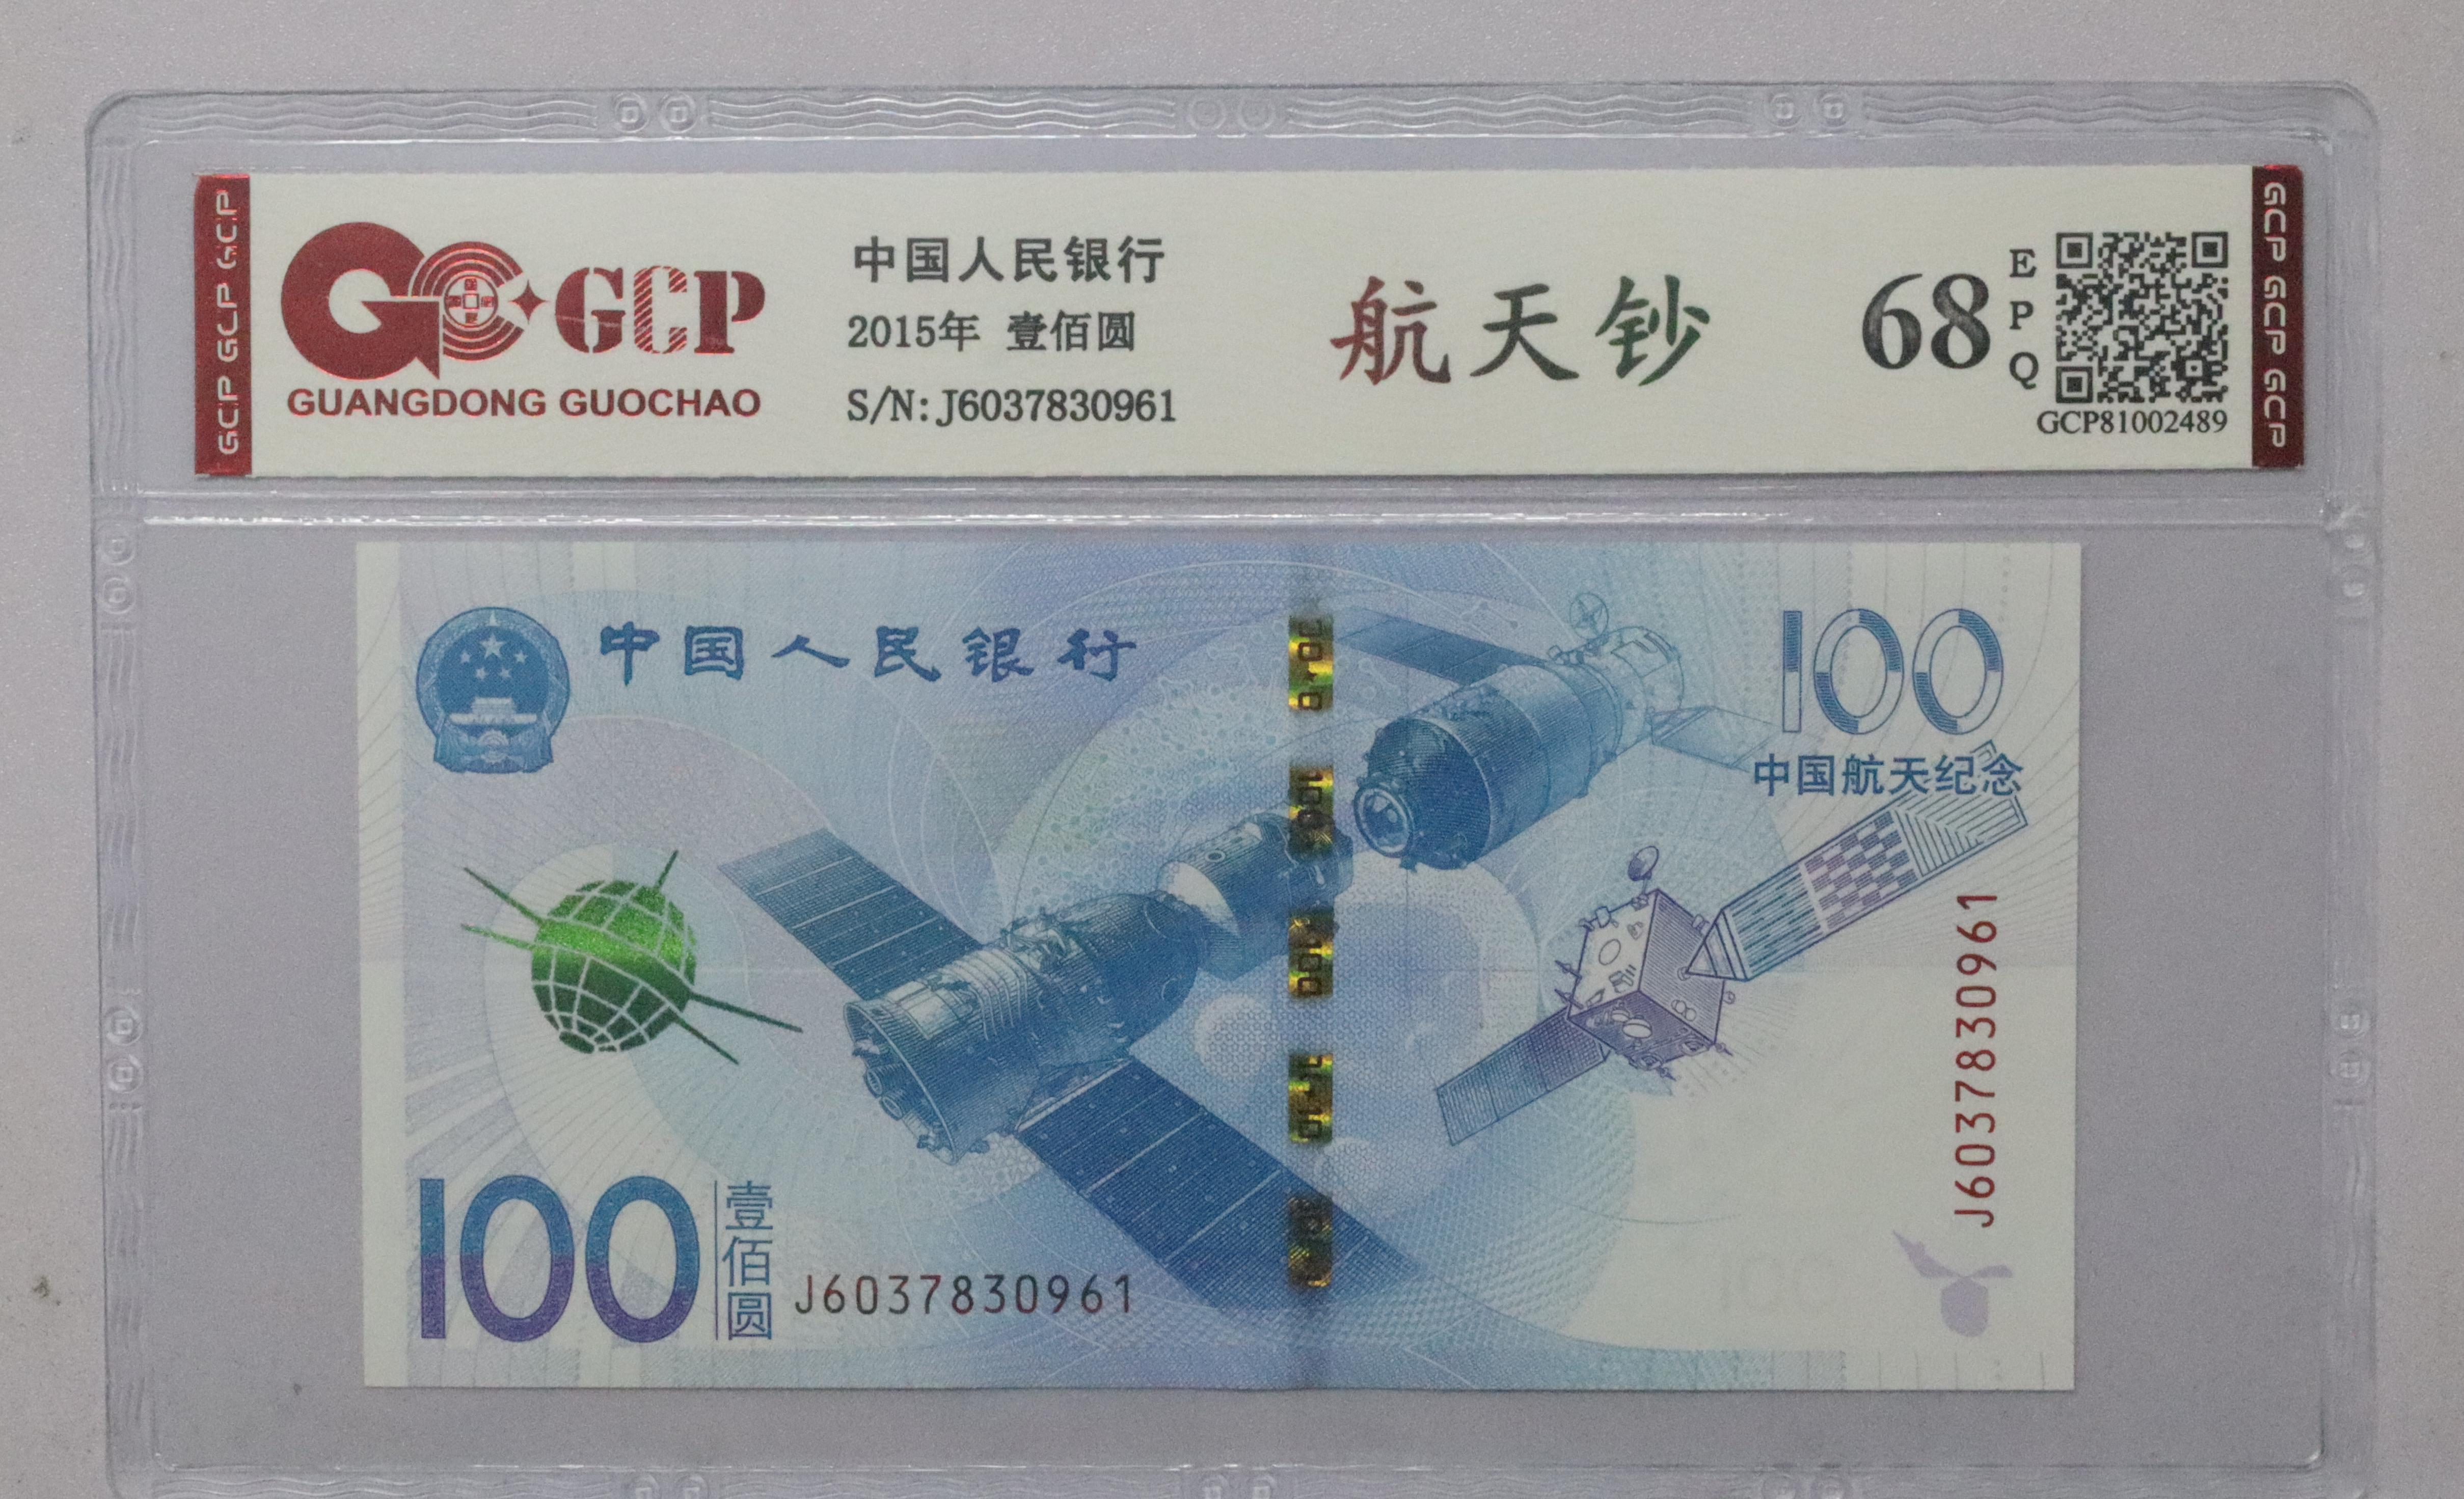 GCP GCP GCP
GCP
GUANGDONG GUOCHAO
中国人民银行
2015年 壹佰圆
S/N: J6037830961
航天钞
68
EPQ
GCP81002489
GCP GCP GCP
中国人民银行
100
中国航天纪念
100
壹佰圆
J6037830961
J6037830961